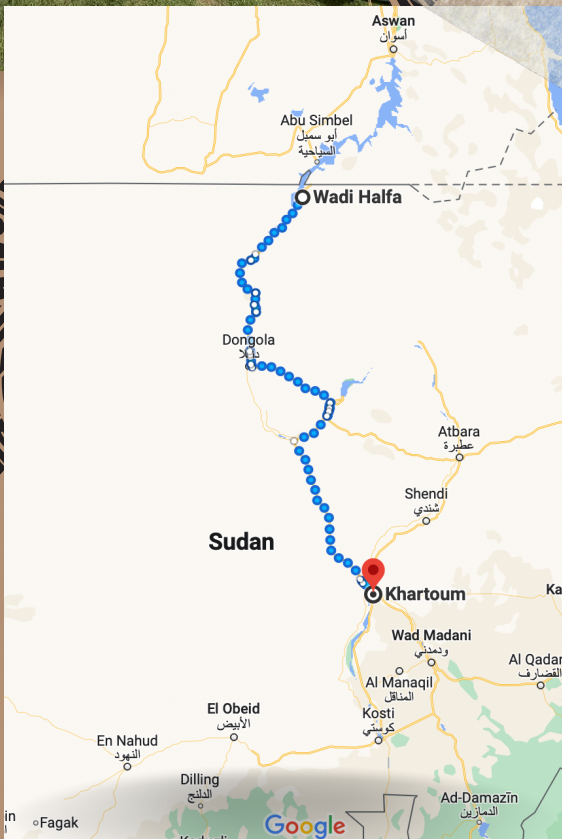 Aswan
أسوان
Abu Simbel
أبو سمبل
السياحية
Wadi Halfa
Dongola
Atbara
عطبرة
Shendi
شندي
Sudan
Khartoum
Ka
Wad Madani
ودمدني
Al Qadar
القضارف
Al Manaqil
المناقل
El Obeid
الأبيض
Kosti
كوستي
En Nahud
النهود
Dilling
الدلنج
Ad-Damazīn
الدمازين
in
Fagak
Google